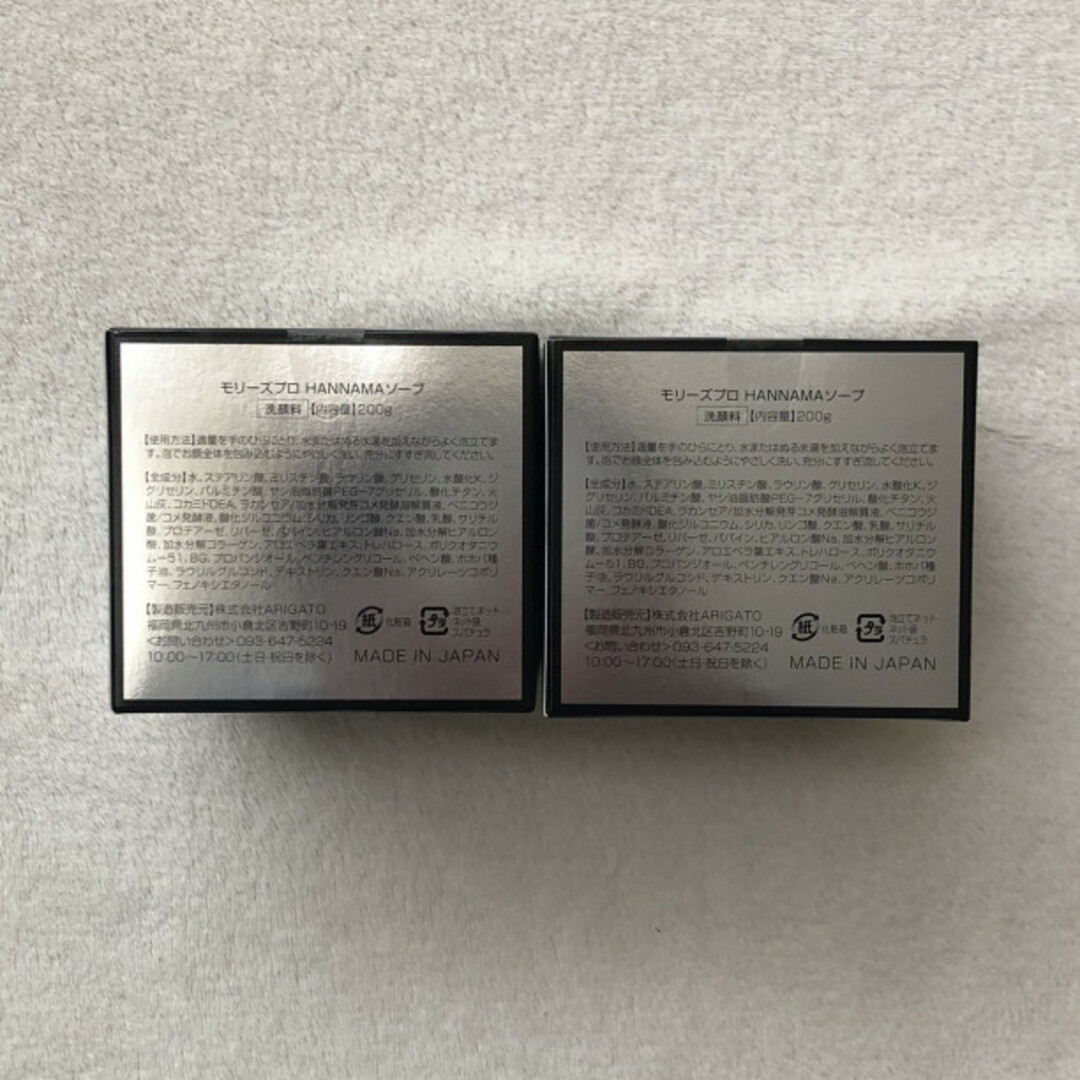 モリーズプロ HANNAMAソープ
洗顔料【内容量】200g
【使用方法】適量を手のひらにとり、水またはぬるま湯を加えながらよく泡立てま
す。泡でお顔全体を包み込むようにやさしく洗い、充分にすすぎ流してください。
【全成分】水、ステアリン酸、ミリスチン酸、ラウリン酸、グリセリン、水酸化K、ジ
グリセリン、パルミチン酸、ヤシ油脂肪酸PEG-7グリセリル、酸化チタン、火
山灰、コカミドDEA、ラカンセア/加水分解発芽コメ発酵溶解質液、ベニコウジ
菌/コメ発酵液、酸化ジルコニウム、シリカ、リンゴ酸、クエン酸、乳酸、サリチル
酸、プロテアーゼ、リパーゼ、パパイン、ヒアルロン酸Na、加水分解ヒアルロン
酸、加水分解コラーゲン、アロエベラ葉エキス、トレハロース、ポリクオタニウ
ム-51、BG、プロパンジオール、ペンチレングリコール、ベヘン酸、ホホバ種
子油、ラウリルグルコシド、デキストリン、クエン酸Na、アクリレーツコポリ
マー、フェノキシエタノール
【製造販売元】株式会社ARIGATO
福岡県北九州市小倉北区吉野町10-19
<お問い合わせ>093-647-5224
10:00〜17:00(土日・祝日を除く)
紙 化粧箱
プラ 泡立てネット
ネット袋
スパチュラ
MADE IN JAPAN
モリーズプロ HANNAMAソープ
洗顔料【内容量】200g
【使用方法】適量を手のひらにとり、水またはぬるま湯を加えながらよく泡立てま
す。泡でお顔全体を包み込むようにやさしく洗い、充分にすすぎ流してください。
【全成分】水、ステアリン酸、ミリスチン酸、ラウリン酸、グリセリン、水酸化K、ジ
グリセリン、パルミチン酸、ヤシ油脂肪酸PEG-7グリセリル、酸化チタン、火
山灰、コカミドDEA、ラカンセア/加水分解発芽コメ発酵溶解質液、ベニコウジ
菌/コメ発酵液、酸化ジルコニウム、シリカ、リンゴ酸、クエン酸、乳酸、サリチル
酸、プロテアーゼ、リパーゼ、パパイン、ヒアルロン酸Na、加水分解ヒアルロン
酸、加水分解コラーゲン、アロエベラ葉エキス、トレハロース、ポリクオタニウ
ム-51、BG、プロパンジオール、ペンチレングリコール、ベヘン酸、ホホバ種
子油、ラウリルグルコシド、デキストリン、クエン酸Na、アクリレーツコポリ
マー、フェノキシエタノール
【製造販売元】株式会社ARIGATO
福岡県北九州市小倉北区吉野町10-19
<お問い合わせ>093-647-5224
10:00〜17:00(土日・祝日を除く)
紙 化粧箱
プラ 泡立てネット
ネット袋
スパチュラ
MADE IN JAPAN